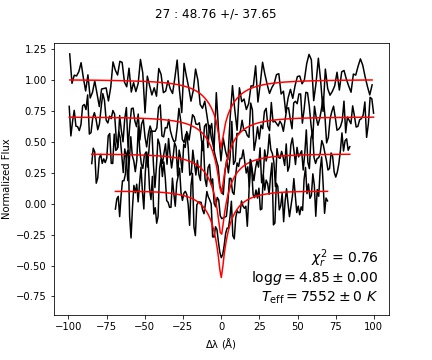 27 : 48.76 +/- 37.65
Normalized Flux
1.25
1.00
0.75
0.50
0.25
0.00
−0.25
−0.50
−0.75
χ²ᵣ = 0.76
logg = 4.85 ± 0.00
Teff = 7552 ± 0 K
−100 −75 −50 −25 0 25 50 75 100
Δλ (Å)